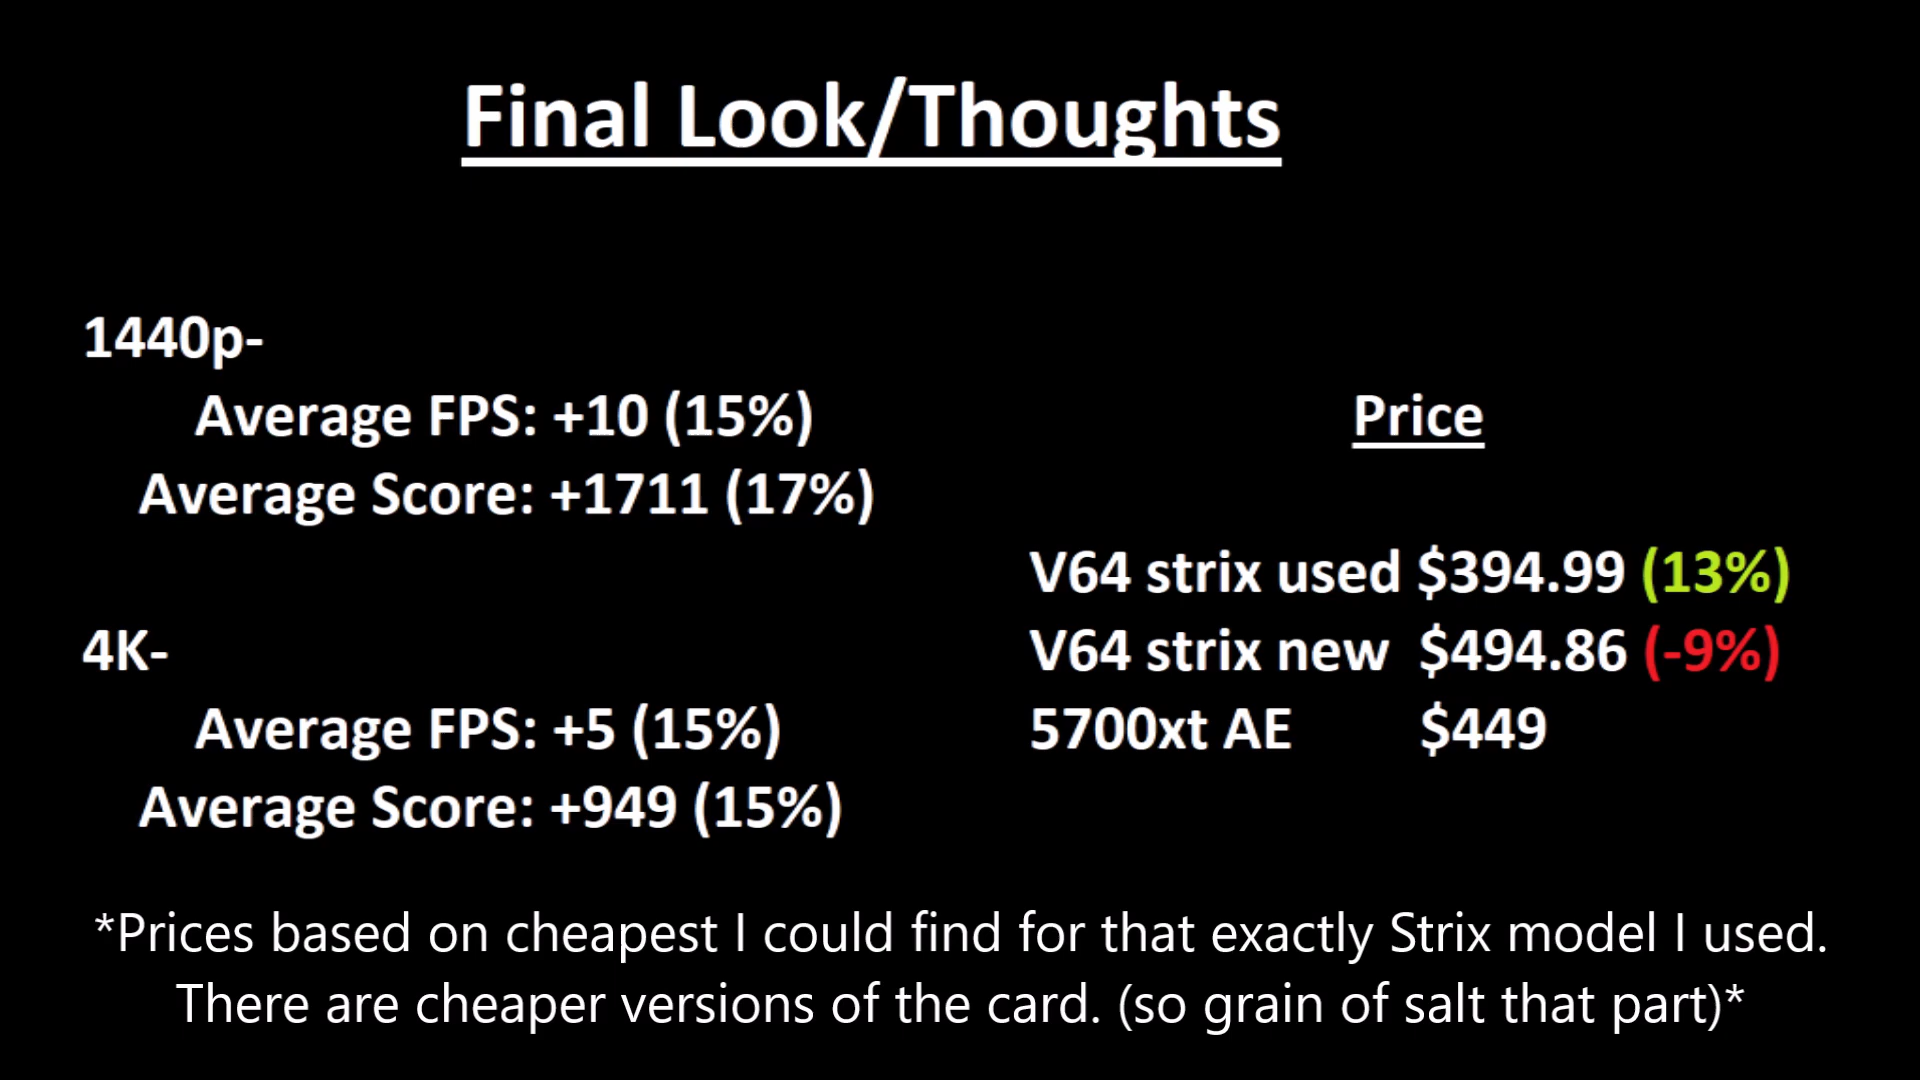 Final Look/Thoughts
1440p-
Average FPS: +10 (15%)
Average Score: +1711 (17%)
4K-
Average FPS: +5 (15%)
Average Score: +949 (15%)
Price
V64 strix used $394.99 (13%)
V64 strix new $494.86 (-9%)
5700xt AE $449
*Prices based on cheapest I could find for that exactly Strix model I used.
There are cheaper versions of the card. (so grain of salt that part)*